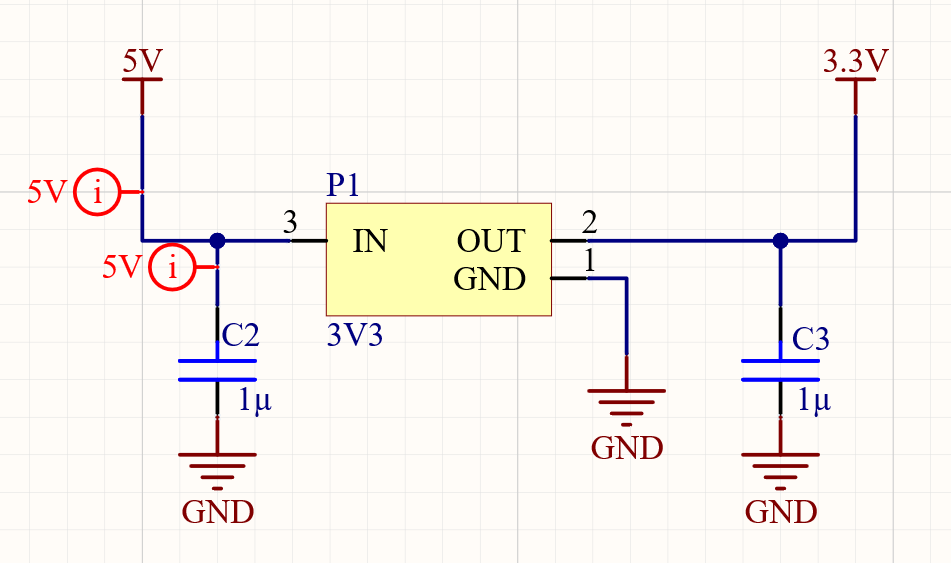 5V
3.3V
5V i
P1
3
IN
OUT
2
GND
1
5V i
3V3
C2
1µ
C3
1µ
GND
GND
GND